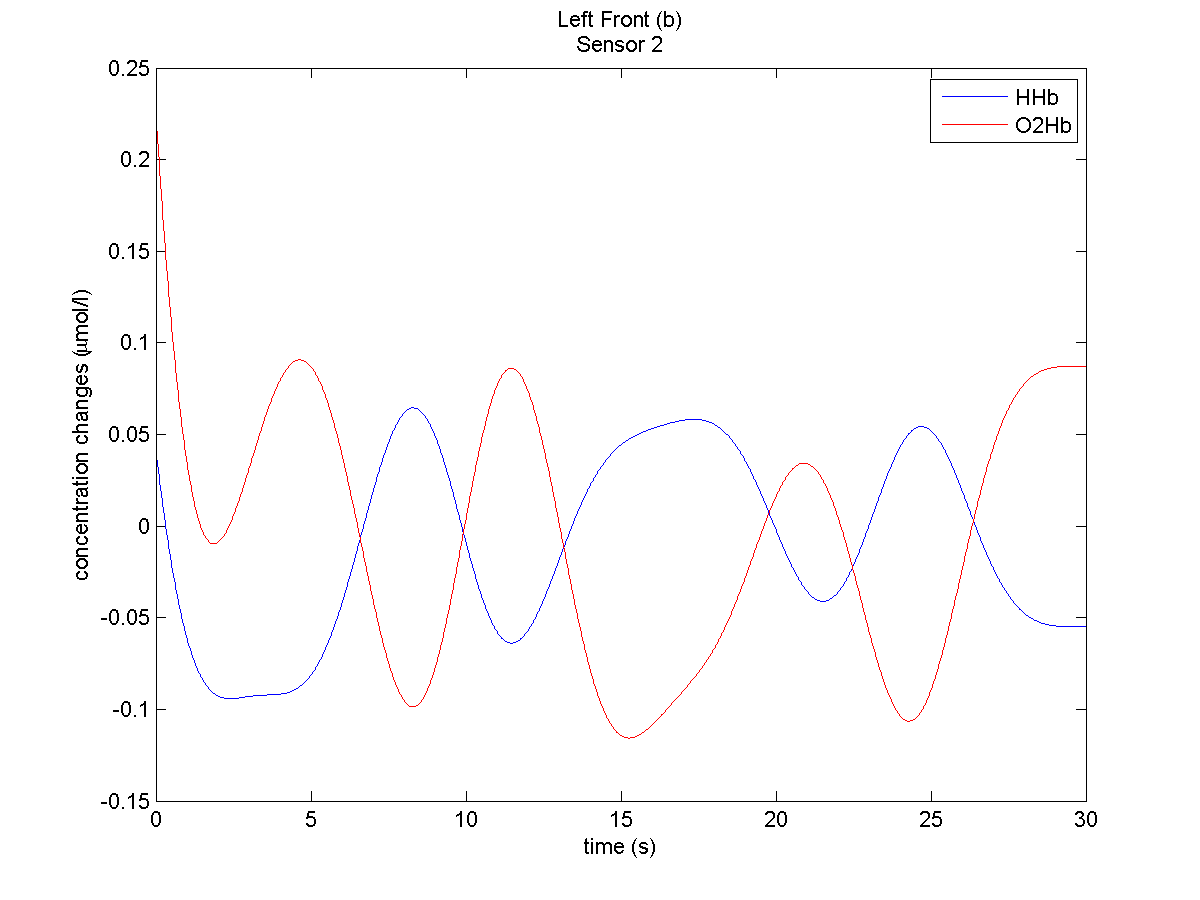 Left Front (b)
Sensor 2
HHb
O2Hb
concentration changes (μmol/l)
0.25
0.2
0.15
0.1
0.05
0
-0.05
-0.1
-0.15
0 5 10 15 20 25 30
time (s)